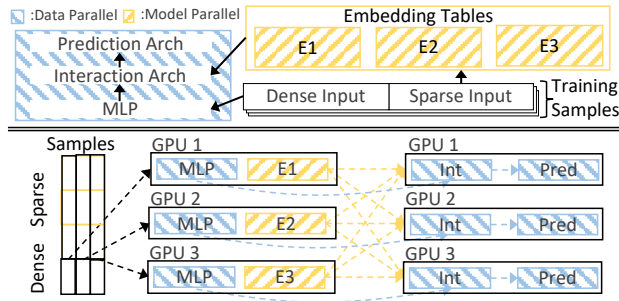 :Data Parallel :Model Parallel
Embedding Tables
Prediction Arch
E1 E2 E3
Interaction Arch
MLP
Dense Input Sparse Input
Training
Samples
Samples
GPU 1 GPU 1
MLP E1 Int Pred
Sparse
GPU 2 GPU 2
MLP E2 Int Pred
Dense
GPU 3 GPU 3
MLP E3 Int Pred